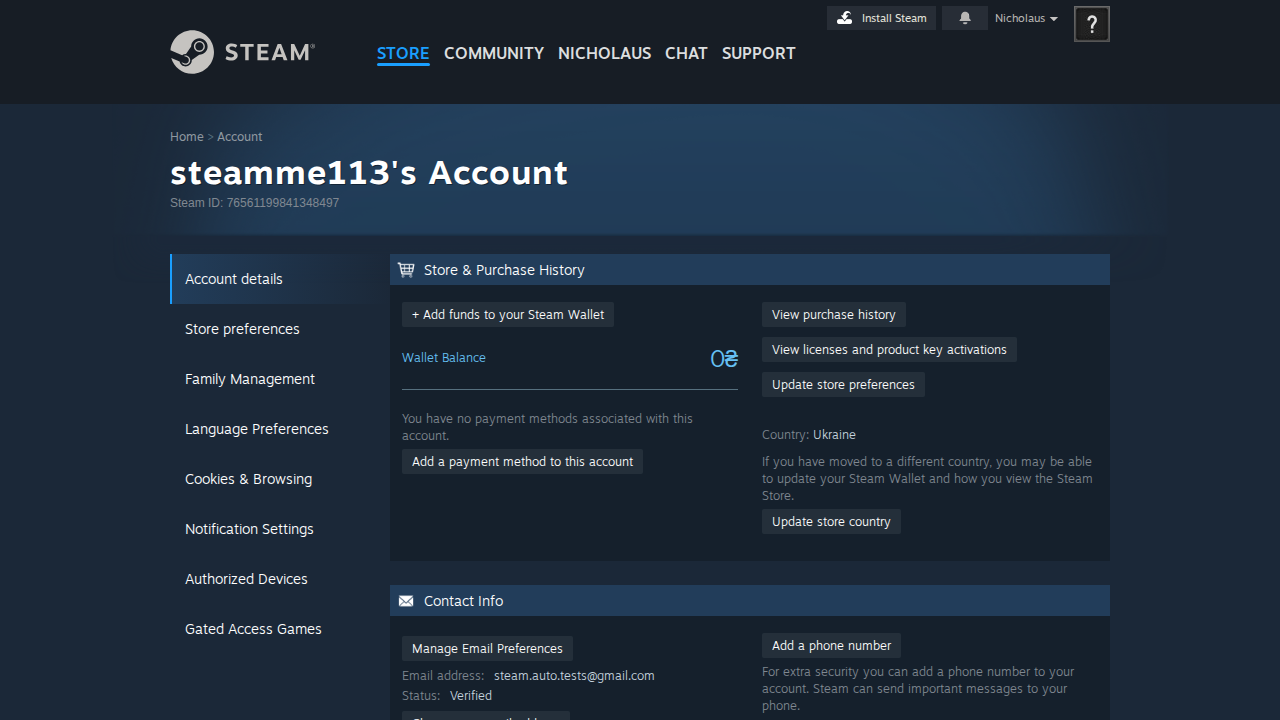 Install Steam
Nicholaus
?
STEAM®
STORE COMMUNITY NICHOLAUS CHAT SUPPORT
Home > Account
steamme113's Account
Steam ID: 76561199841348497
Account details
Store preferences
Family Management
Language Preferences
Cookies & Browsing
Notification Settings
Authorized Devices
Gated Access Games
Store & Purchase History
+ Add funds to your Steam Wallet
Wallet Balance 0₴
You have no payment methods associated with this
account.
Add a payment method to this account
View purchase history
View licenses and product key activations
Update store preferences
Country: Ukraine
If you have moved to a different country, you may be able
to update your Steam Wallet and how you view the Steam
Store.
Update store country
Contact Info
Manage Email Preferences
Email address: steam.auto.tests@gmail.com
Status: Verified
Add a phone number
For extra security you can add a phone number to your
account. Steam can send important messages to your
phone.